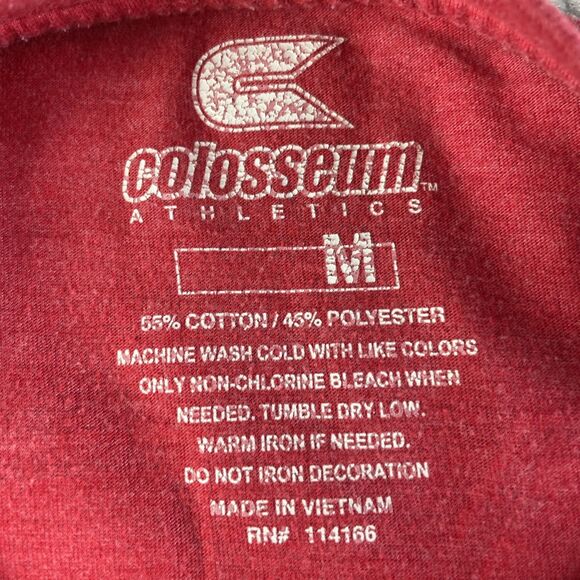 colosseum™
ATHLETICS
M
55% COTTON / 45% POLYESTER
MACHINE WASH COLD WITH LIKE COLORS
ONLY NON-CHLORINE BLEACH WHEN
NEEDED. TUMBLE DRY LOW.
WARM IRON IF NEEDED.
DO NOT IRON DECORATION
MADE IN VIETNAM
RN# 114166